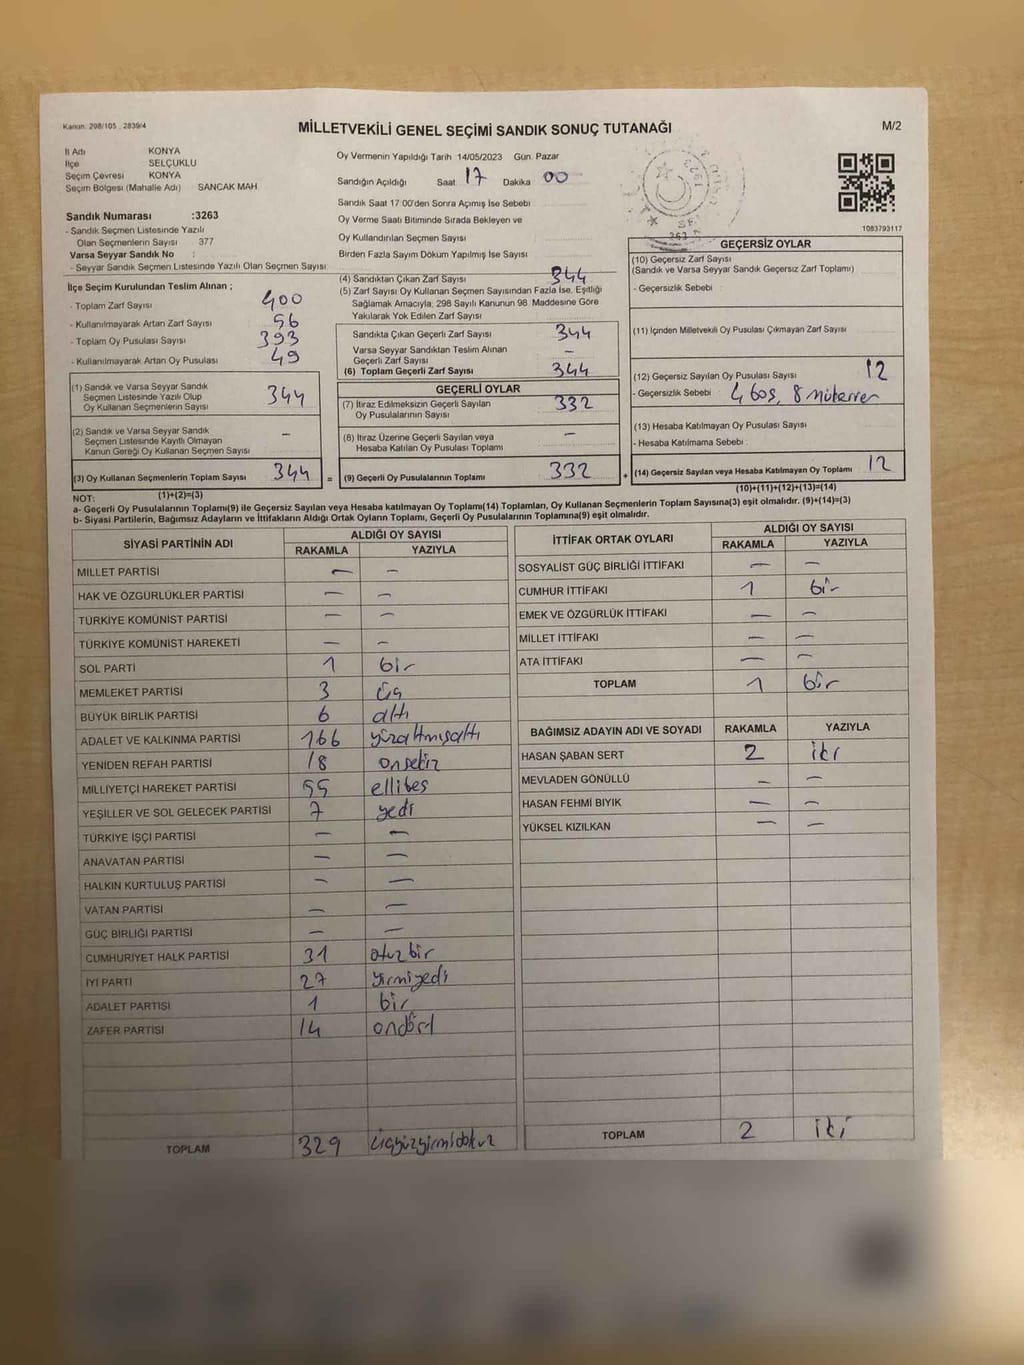 Kanun: 298/105 , 2839/4
MİLLETVEKİLİ GENEL SEÇİMİ SANDIK SONUÇ TUTANAĞI
M/2
İl Adı KONYA
İlçe SELÇUKLU
Seçim Çevresi KONYA
Seçim Bölgesi (Mahalle Adı) SANCAK MAH
Sandık Numarası :3263
- Sandık Seçmen Listesinde Yazılı
Olan Seçmenlerin Sayısı 377
Varsa Seyyar Sandık No :
- Seyyar Sandık Seçmen Listesinde Yazılı Olan Seçmen Sayısı
Oy Vermenin Yapıldığı Tarih 14/05/2023 Gün. Pazar
Sandığın Açıldığı Saat 17 Dakika 00
Sandık Saat 17 00'den Sonra Açımış İse Sebebi
Oy Verme Saati Bitiminde Sırada Bekleyen ve
Oy Kullandırılan Seçmen Sayısı
Birden Fazla Sayım Döküm Yapılmış İse Sayısı
1083793117
İlçe Seçim Kurulundan Teslim Alınan ;
- Toplam Zarf Sayısı 400
- Kullanılmayarak Artan Zarf Sayısı 56
- Toplam Oy Pusulası Sayısı 393
- Kullanılmayarak Artan Oy Pusulası 49
(1) Sandık ve Varsa Seyyar Sandık
Seçmen Listesinde Yazılı Olup
Oy Kullanan Seçmenlerin Sayısı 344
(2) Sandık ve Varsa Seyyar Sandık
Seçmen Listesinde Kayıtlı Olmayan
Kanun Gereği Oy Kullanan Seçmen Sayısı –
(3) Oy Kullanan Seçmenlerin Toplam Sayısı 344 =
(1)+(2)=(3)
(4) Sandıktan Çıkan Zarf Sayısı 344
(5) Zarf Sayısı Oy Kullanan Seçmen Sayısından Fazla İse, Eşitliği
Sağlamak Amacıyla; 298 Sayılı Kanunun 98. Maddesine Göre
Yakılarak Yok Edilen Zarf Sayısı
Sandıkta Çıkan Geçerli Zarf Sayısı 344
Varsa Seyyar Sandıktan Teslim Alınan
Geçerli Zarf Sayısı –
(6) Toplam Geçerli Zarf Sayısı 344
GEÇERLİ OYLAR
(7) İtiraz Edilmeksizin Geçerli Sayılan
Oy Pusulalarının Sayısı 332
(8) İtiraz Üzerine Geçerli Sayılan veya
Hesaba Katılan Oy Pusulası Toplamı –
(9) Geçerli Oy Pusulalarının Toplamı 332 +
GEÇERSİZ OYLAR
(10) Geçersiz Zarf Sayısı
(Sandık ve Varsa Seyyar Sandık Geçersiz Zarf Toplamı)
- Geçersizlik Sebebi :
(11) İçinden Milletvekili Oy Pusulası Çıkmayan Zarf Sayısı
(12) Geçersiz Sayılan Oy Pusulası Sayısı 12
- Geçersizlik Sebebi 4 boş, 8 mükerrer
(13) Hesaba Katılmayan Oy Pusulası Sayısı
- Hesaba Katılmama Sebebi :
(14) Geçersiz Sayılan veya Hesaba Katılmayan Oy Toplamı 12
(10)+(11)+(12)+(13)=(14)
NOT:
a- Geçerli Oy Pusulalarının Toplamı(9) ile Geçersiz Sayılan veya Hesaba katılmayan Oy Toplamı(14) Toplamları, Oy Kullanan Seçmenlerin Toplam Sayısına(3) eşit olmalıdır. (9)+(14)=(3)
b- Siyasi Partilerin, Bağımsız Adayların ve İttifakların Aldığı Ortak Oyların Toplamı, Geçerli Oy Pusulalarının Toplamına(9) eşit olmalıdır.
SİYASİ PARTİNİN ADI ALDIĞI OY SAYISI
RAKAMLA YAZIYLA
MİLLET PARTİSİ – –
HAK VE ÖZGÜRLÜKLER PARTİSİ – –
TÜRKİYE KOMÜNİST PARTİSİ – –
TÜRKİYE KOMÜNİST HAREKETİ – –
SOL PARTİ 1 bir
MEMLEKET PARTİSİ 3 üç
BÜYÜK BİRLİK PARTİSİ 6 altı
ADALET VE KALKINMA PARTİSİ 166 yüzaltmışaltı
YENİDEN REFAH PARTİSİ 18 onsekiz
MİLLİYETÇİ HAREKET PARTİSİ 55 ellibeş
YEŞİLLER VE SOL GELECEK PARTİSİ 7 yedi
TÜRKİYE İŞÇİ PARTİSİ – –
ANAVATAN PARTİSİ – –
HALKIN KURTULUŞ PARTİSİ – –
VATAN PARTİSİ – –
GÜÇ BİRLİĞİ PARTİSİ – –
CUMHURİYET HALK PARTİSİ 31 otuzbir
İYİ PARTİ 27 yirmiyedi
ADALET PARTİSİ 1 bir
ZAFER PARTİSİ 14 ondört
TOPLAM 329 üçyüzyirmidokuz
İTTİFAK ORTAK OYLARI ALDIĞI OY SAYISI
RAKAMLA YAZIYLA
SOSYALİST GÜÇ BİRLİĞİ İTTİFAKI – –
CUMHUR İTTİFAKI 1 bir
EMEK VE ÖZGÜRLÜK İTTİFAKI – –
MİLLET İTTİFAKI – –
ATA İTTİFAKI – –
TOPLAM 1 bir
BAĞIMSIZ ADAYIN ADI VE SOYADI RAKAMLA YAZIYLA
HASAN ŞABAN SERT 2 iki
MEVLADEN GÖNÜLLÜ – –
HASAN FEHMİ BIYIK – –
YÜKSEL KIZILKAN – –
TOPLAM 2 iki